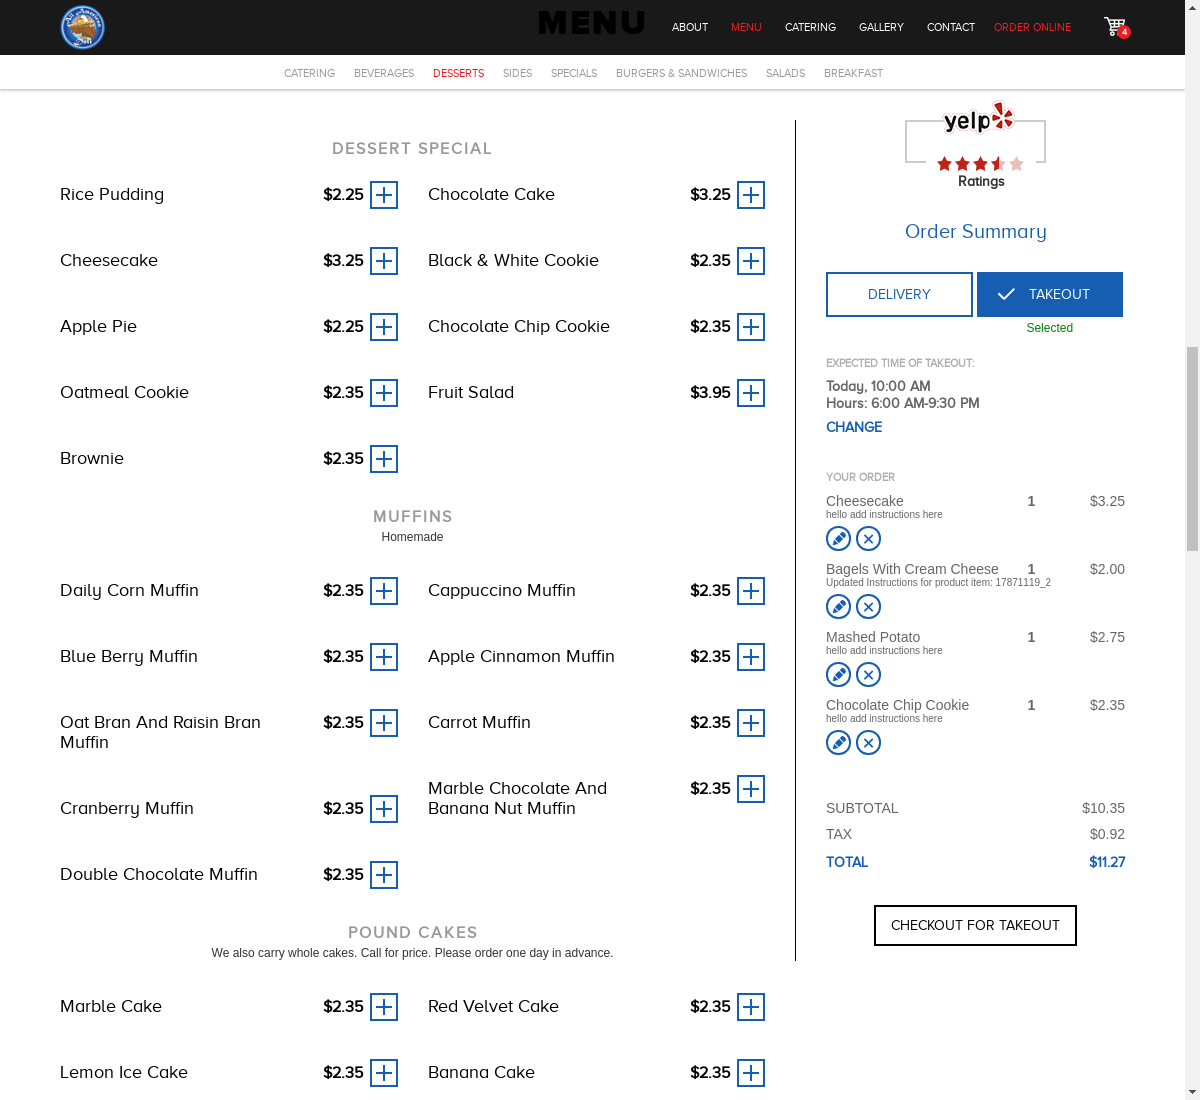 All American
Deli
MENU
ABOUT
MENU
CATERING
GALLERY
CONTACT
ORDER ONLINE
4
CATERING
BEVERAGES
DESSERTS
SIDES
SPECIALS
BURGERS & SANDWICHES
SALADS
BREAKFAST
DESSERT SPECIAL
Rice Pudding $2.25
Chocolate Cake $3.25
Cheesecake $3.25
Black & White Cookie $2.35
Apple Pie $2.25
Chocolate Chip Cookie $2.35
Oatmeal Cookie $2.35
Fruit Salad $3.95
Brownie $2.35
MUFFINS
Homemade
Daily Corn Muffin $2.35
Cappuccino Muffin $2.35
Blue Berry Muffin $2.35
Apple Cinnamon Muffin $2.35
Oat Bran And Raisin Bran $2.35
Muffin
Carrot Muffin $2.35
Marble Chocolate And $2.35
Banana Nut Muffin
Cranberry Muffin $2.35
Double Chocolate Muffin $2.35
POUND CAKES
We also carry whole cakes. Call for price. Please order one day in advance.
Marble Cake $2.35
Red Velvet Cake $2.35
Lemon Ice Cake $2.35
Banana Cake $2.35
yelp
Ratings
Order Summary
DELIVERY
TAKEOUT
Selected
EXPECTED TIME OF TAKEOUT:
Today, 10:00 AM
Hours: 6:00 AM-9:30 PM
CHANGE
YOUR ORDER
Cheesecake 1 $3.25
hello add instructions here
Bagels With Cream Cheese 1 $2.00
Updated Instructions for product item: 17871119_2
Mashed Potato 1 $2.75
hello add instructions here
Chocolate Chip Cookie 1 $2.35
hello add instructions here
SUBTOTAL $10.35
TAX $0.92
TOTAL $11.27
CHECKOUT FOR TAKEOUT